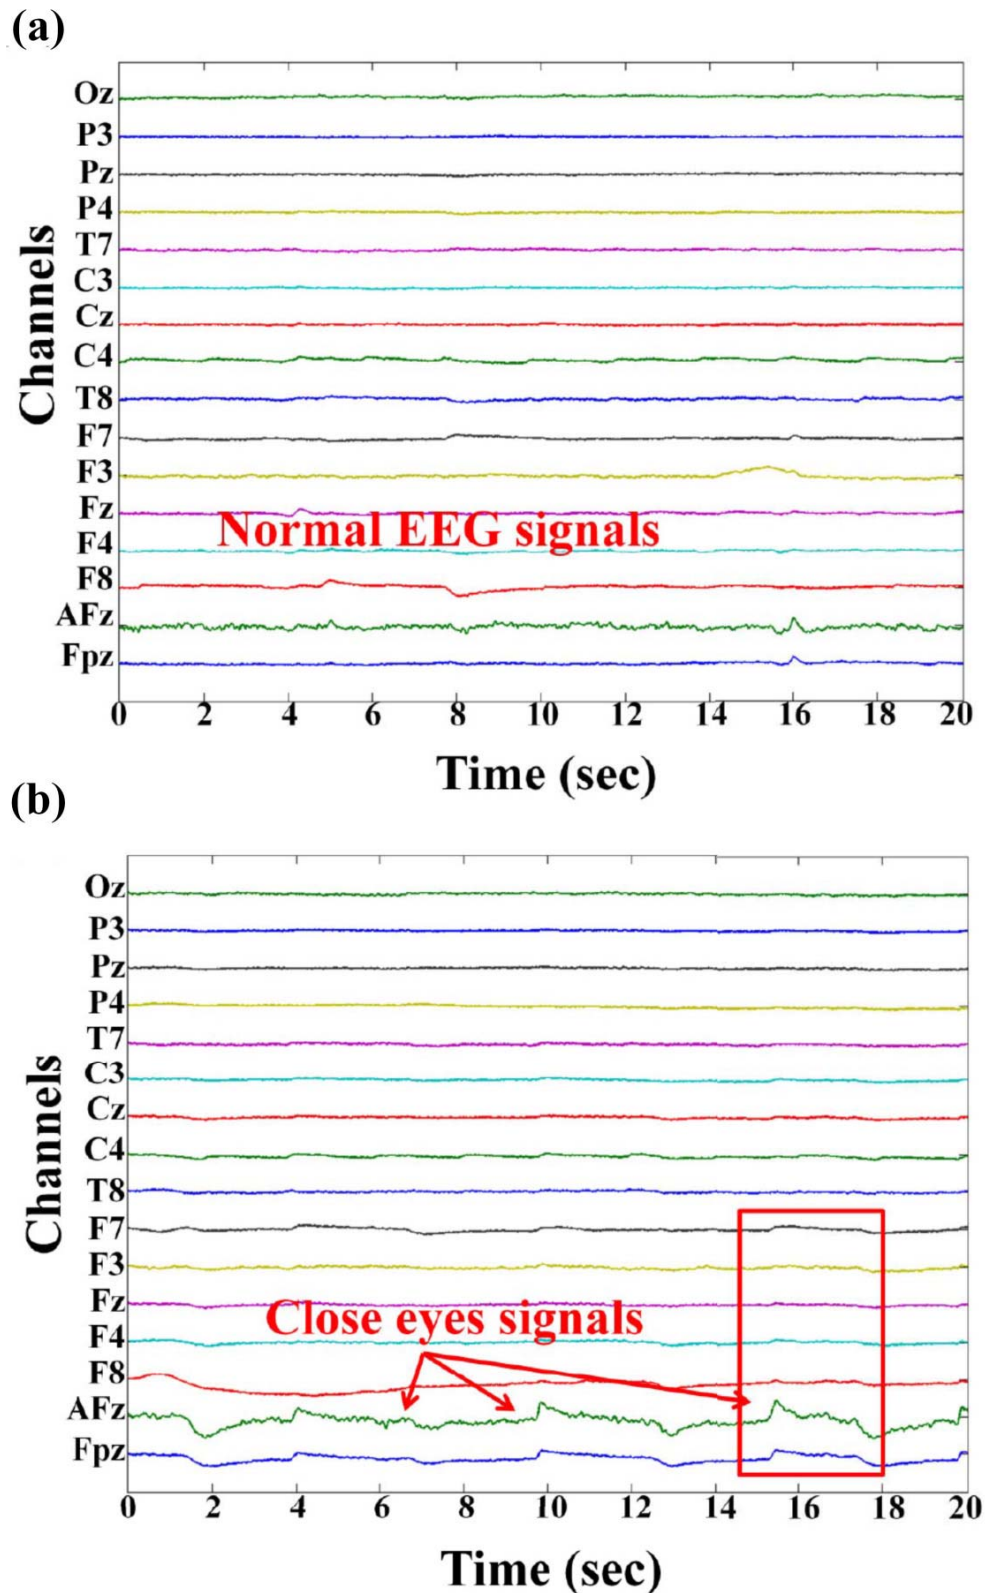 (a)
Oz
P3
Pz
P4
T7
C3
Cz
C4
T8
F7
F3
Fz
F4
F8
AFz
Fpz
Channels
Normal EEG signals
0 2 4 6 8 10 12 14 16 18 20
Time (sec)
(b)
Oz
P3
Pz
P4
T7
C3
Cz
C4
T8
F7
F3
Fz
F4
F8
AFz
Fpz
Channels
Close eyes signals
0 2 4 6 8 10 12 14 16 18 20
Time (sec)